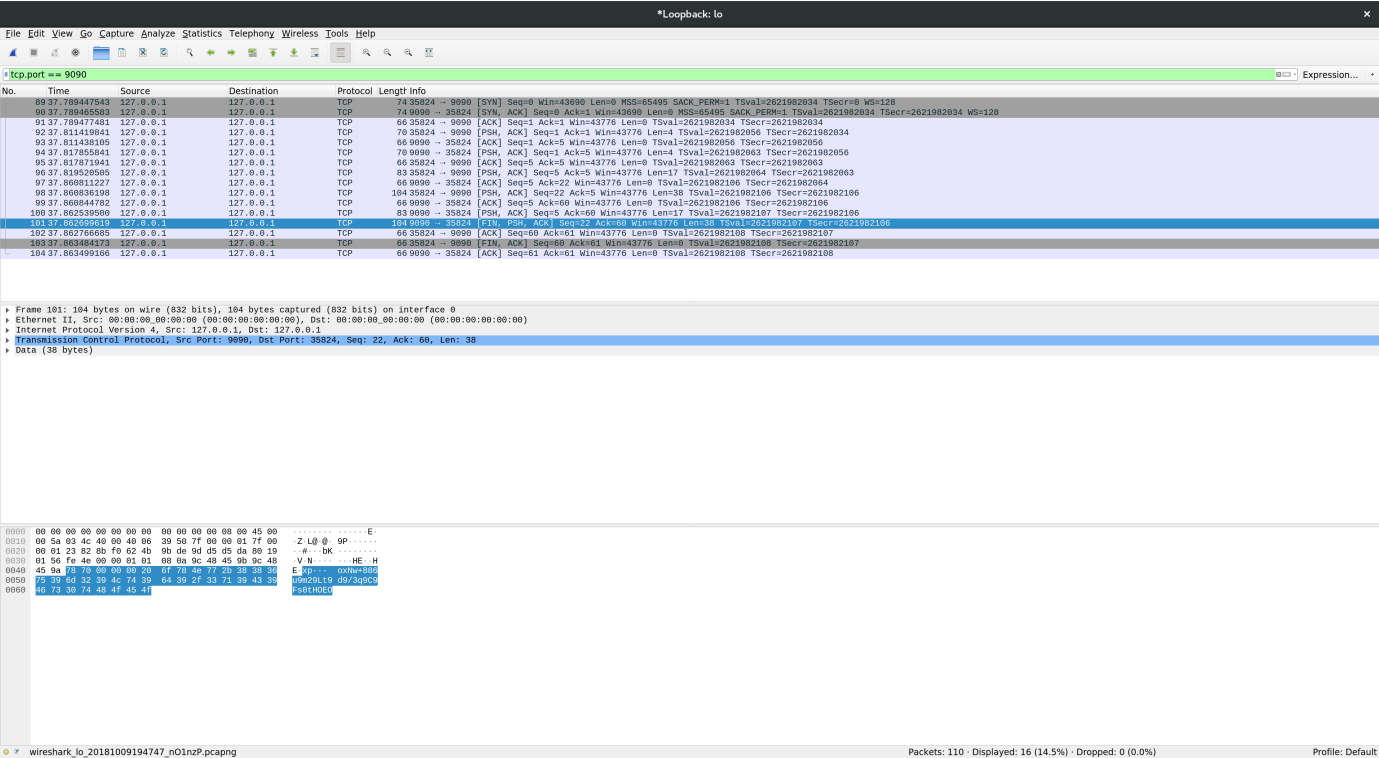 *Loopback: lo
File Edit View Go Capture Analyze Statistics Telephony Wireless Tools Help
tcp.port == 9090 Expression…
No. Time Source Destination Protocol Length Info
89 37.789447543 127.0.0.1 127.0.0.1 TCP 74 35824 → 9090 [SYN] Seq=0 Win=43690 Len=0 MSS=65495 SACK_PERM=1 TSval=2621982034 TSecr=0 WS=128
90 37.789465583 127.0.0.1 127.0.0.1 TCP 74 9090 → 35824 [SYN, ACK] Seq=0 Ack=1 Win=43690 Len=0 MSS=65495 SACK_PERM=1 TSval=2621982034 TSecr=2621982034 WS=128
91 37.789477481 127.0.0.1 127.0.0.1 TCP 66 35824 → 9090 [ACK] Seq=1 Ack=1 Win=43776 Len=0 TSval=2621982034 TSecr=2621982034
92 37.811419841 127.0.0.1 127.0.0.1 TCP 70 35824 → 9090 [PSH, ACK] Seq=1 Ack=1 Win=43776 Len=4 TSval=2621982056 TSecr=2621982034
93 37.811438105 127.0.0.1 127.0.0.1 TCP 66 9090 → 35824 [ACK] Seq=1 Ack=5 Win=43776 Len=0 TSval=2621982056 TSecr=2621982056
94 37.817855841 127.0.0.1 127.0.0.1 TCP 70 9090 → 35824 [PSH, ACK] Seq=1 Ack=5 Win=43776 Len=4 TSval=2621982063 TSecr=2621982056
95 37.817871941 127.0.0.1 127.0.0.1 TCP 66 35824 → 9090 [ACK] Seq=5 Ack=5 Win=43776 Len=0 TSval=2621982063 TSecr=2621982063
96 37.819520505 127.0.0.1 127.0.0.1 TCP 83 35824 → 9090 [PSH, ACK] Seq=5 Ack=5 Win=43776 Len=17 TSval=2621982064 TSecr=2621982063
97 37.860811227 127.0.0.1 127.0.0.1 TCP 66 9090 → 35824 [ACK] Seq=5 Ack=22 Win=43776 Len=0 TSval=2621982106 TSecr=2621982064
98 37.860836198 127.0.0.1 127.0.0.1 TCP 104 35824 → 9090 [PSH, ACK] Seq=22 Ack=5 Win=43776 Len=38 TSval=2621982106 TSecr=2621982106
99 37.860844782 127.0.0.1 127.0.0.1 TCP 66 9090 → 35824 [ACK] Seq=5 Ack=60 Win=43776 Len=0 TSval=2621982106 TSecr=2621982106
100 37.862539500 127.0.0.1 127.0.0.1 TCP 83 9090 → 35824 [PSH, ACK] Seq=5 Ack=60 Win=43776 Len=17 TSval=2621982107 TSecr=2621982106
101 37.862699619 127.0.0.1 127.0.0.1 TCP 104 9090 → 35824 [FIN, PSH, ACK] Seq=22 Ack=60 Win=43776 Len=38 TSval=2621982107 TSecr=2621982106
102 37.862766685 127.0.0.1 127.0.0.1 TCP 66 35824 → 9090 [ACK] Seq=60 Ack=61 Win=43776 Len=0 TSval=2621982108 TSecr=2621982107
103 37.863484173 127.0.0.1 127.0.0.1 TCP 66 35824 → 9090 [FIN, ACK] Seq=60 Ack=61 Win=43776 Len=0 TSval=2621982108 TSecr=2621982107
104 37.863499166 127.0.0.1 127.0.0.1 TCP 66 9090 → 35824 [ACK] Seq=61 Ack=61 Win=43776 Len=0 TSval=2621982108 TSecr=2621982108
Frame 101: 104 bytes on wire (832 bits), 104 bytes captured (832 bits) on interface 0
Ethernet II, Src: 00:00:00_00:00:00 (00:00:00:00:00:00), Dst: 00:00:00_00:00:00 (00:00:00:00:00:00)
Internet Protocol Version 4, Src: 127.0.0.1, Dst: 127.0.0.1
Transmission Control Protocol, Src Port: 9090, Dst Port: 35824, Seq: 22, Ack: 60, Len: 38
Data (38 bytes)
0000 00 00 00 00 00 00 00 00 00 00 00 00 08 00 45 00 ········ ······E·
0010 00 5a 03 4c 40 00 40 06 39 50 7f 00 00 01 7f 00 ·Z·L@·@· 9P······
0020 00 01 23 82 8b f0 62 4b 9b de 9d d5 d5 da 80 19 ··#···bK ········
0030 01 56 fe 4e 00 00 01 01 08 0a 9c 48 45 9b 9c 48 ·V·N···· ···HE··H
0040 45 9a 78 70 00 00 00 20 6f 78 4e 77 2b 38 38 36 E·xp··· oxNw+886
0050 75 39 6d 32 39 4c 74 39 64 39 2f 33 71 39 43 39 u9m29Lt9 d9/3q9C9
0060 46 73 30 74 48 4f 45 4f Fs0tHOEO
wireshark_lo_20181009194747_nO1nzP.pcapng Packets: 110 · Displayed: 16 (14.5%) · Dropped: 0 (0.0%) Profile: Default